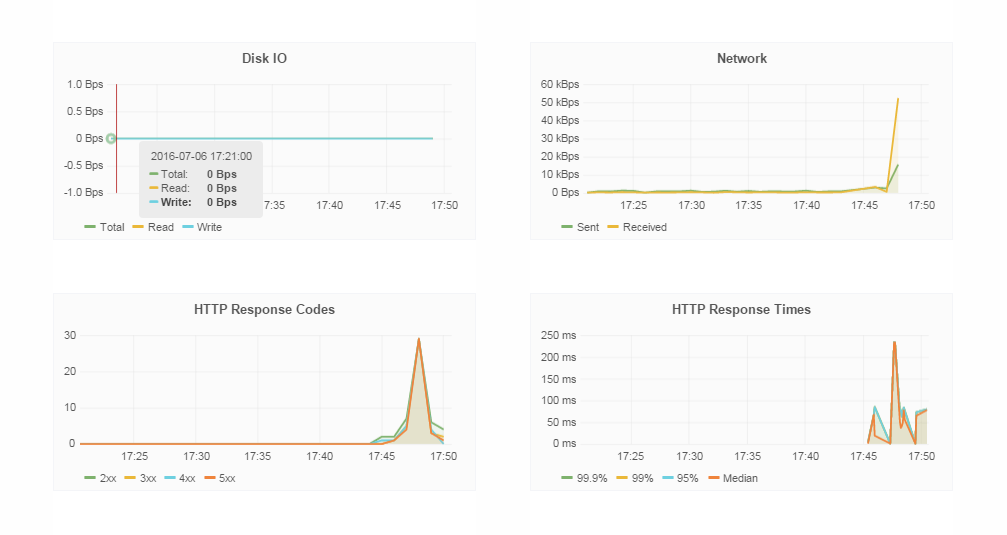 Disk IO
1.0 Bps
0.5 Bps
0 Bps
-0.5 Bps
-1.0 Bps
2016-07-06 17:21:00
Total: 0 Bps
Read: 0 Bps
Write: 0 Bps
7:35 17:40 17:45 17:50
Total Read Write
Network
60 kBps
50 kBps
40 kBps
30 kBps
20 kBps
10 kBps
0 Bps
17:25 17:30 17:35 17:40 17:45 17:50
Sent Received
HTTP Response Codes
30
20
10
0
17:25 17:30 17:35 17:40 17:45 17:50
2xx 3xx 4xx 5xx
HTTP Response Times
250 ms
200 ms
150 ms
100 ms
50 ms
0 ms
17:25 17:30 17:35 17:40 17:45 17:50
99.9% 99% 95% Median